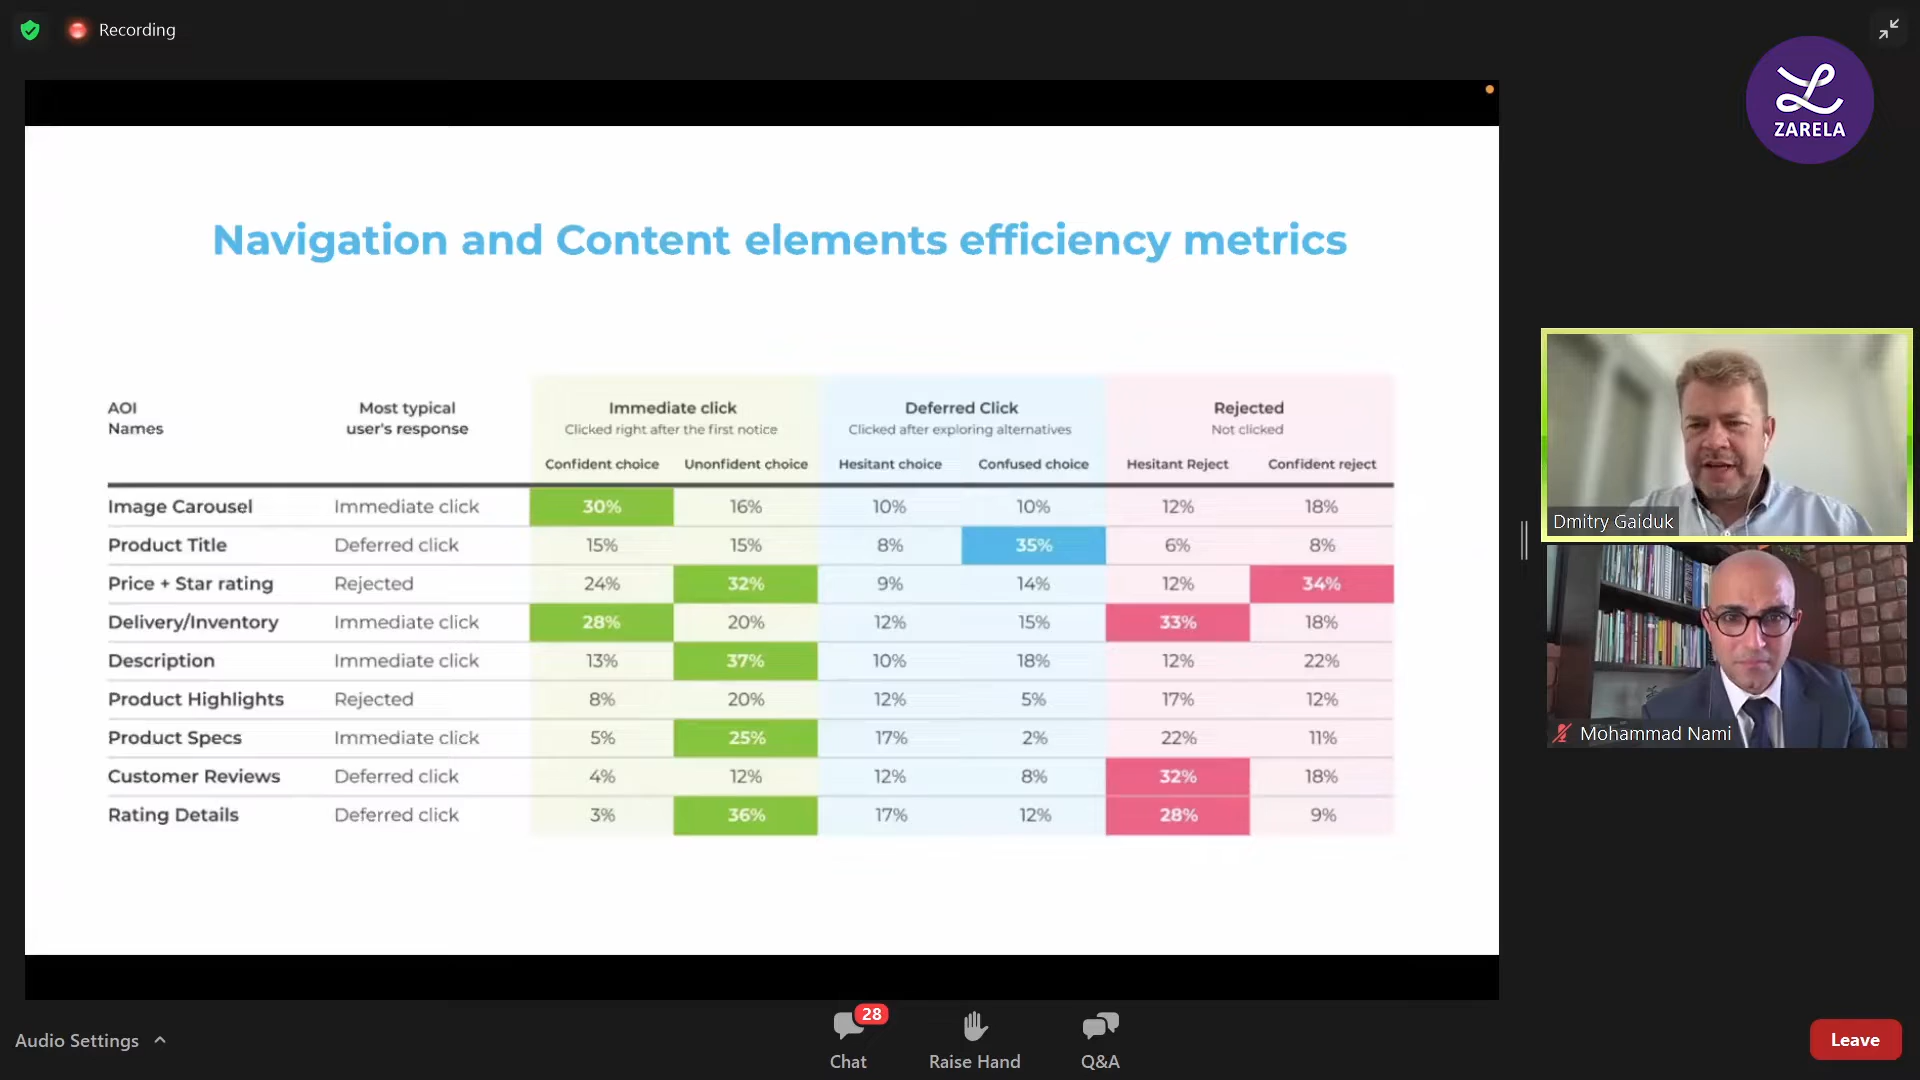 Recording
ZARELA
Navigation and Content elements efficiency metrics
AOI Names
Most typical user's response
Immediate click
Clicked right after the first notice
Deferred Click
Clicked after exploring alternatives
Rejected
Not clicked
Confident choice Unonfident choice Hesitant choice Confused choice Hesitant Reject Confident reject
Image Carousel Immediate click 30% 16% 10% 10% 12% 18%
Product Title Deferred click 15% 15% 8% 35% 6% 8%
Price + Star rating Rejected 24% 32% 9% 14% 12% 34%
Delivery/Inventory Immediate click 28% 20% 12% 15% 33% 18%
Description Immediate click 13% 37% 10% 18% 12% 22%
Product Highlights Rejected 8% 20% 12% 5% 17% 12%
Product Specs Immediate click 5% 25% 17% 2% 22% 11%
Customer Reviews Deferred click 4% 12% 12% 8% 32% 18%
Rating Details Deferred click 3% 36% 17% 12% 28% 9%
Dmitry Gaiduk
Mohammad Nami
Audio Settings
28
Chat
Raise Hand
Q&A
Leave